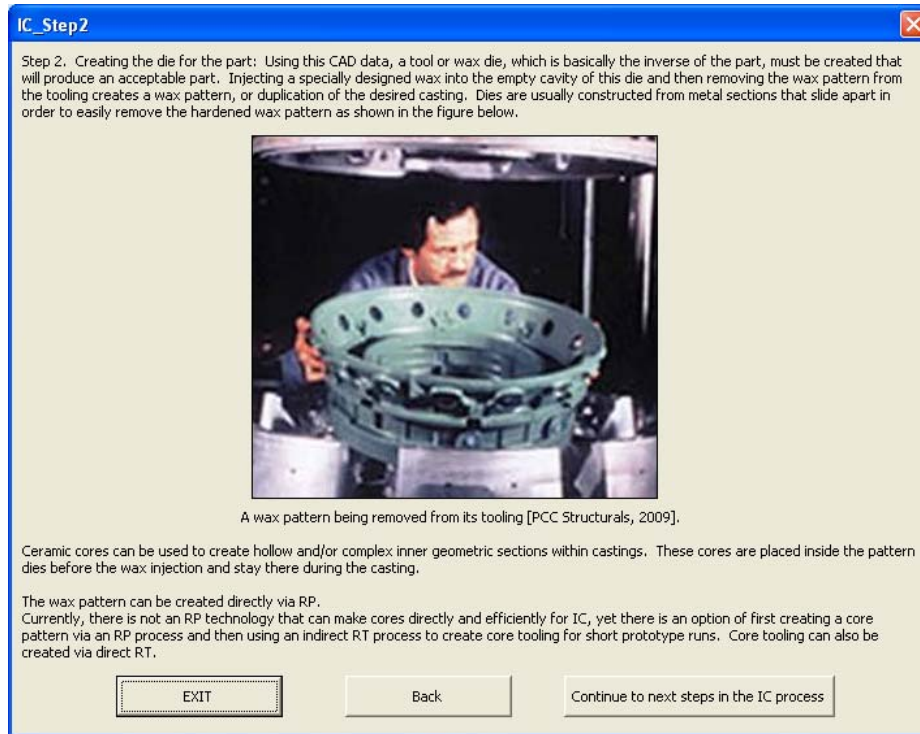 IC_Step2
Step 2. Creating the die for the part: Using this CAD data, a tool or wax die, which is basically the inverse of the part, must be created that
will produce an acceptable part. Injecting a specially designed wax into the empty cavity of this die and then removing the wax pattern from
the tooling creates a wax pattern, or duplication of the desired casting. Dies are usually constructed from metal sections that slide apart in
order to easily remove the hardened wax pattern as shown in the figure below.
A wax pattern being removed from its tooling [PCC Structurals, 2009].
Ceramic cores can be used to create hollow and/or complex inner geometric sections within castings. These cores are placed inside the pattern
dies before the wax injection and stay there during the casting.
The wax pattern can be created directly via RP.
Currently, there is not an RP technology that can make cores directly and efficiently for IC, yet there is an option of first creating a core
pattern via an RP process and then using an indirect RT process to create core tooling for short prototype runs. Core tooling can also be
created via direct RT.
EXIT
Back
Continue to next steps in the IC process